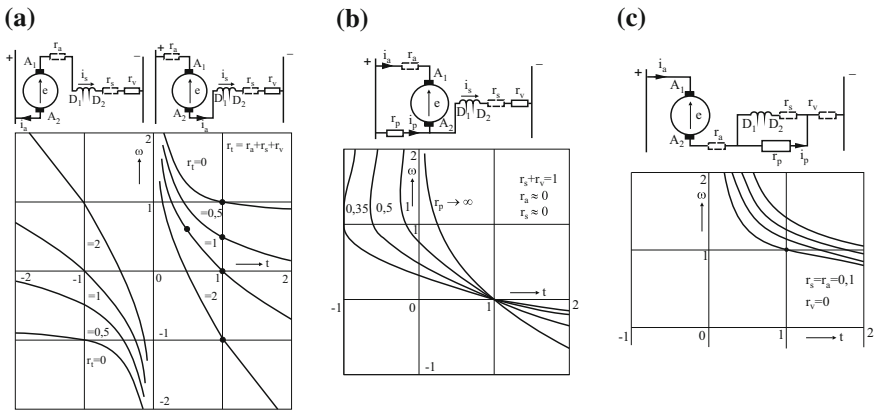 (a)
+ r_a − + r_a −
A_1 i_s r_s r_v A_1 i_s r_s r_v
e D_1 D_2 e D_1 D_2
i_a A_2 A_2 i_a
2
ω r_t=0 r_t = r_a+r_s+r_v
1 =0,5
=2 =1 t
-2 -1 0 1 2
=1 =2
=0,5 -1
r_t=0
-2
(b)
+ i_a r_a −
A_1 i_s r_s r_v
e D_1 D_2
r_p i_p A_2
2
ω r_s+r_v=1
0,35 0,5 1 r_p → ∞ r_a ≈ 0
1 r_s ≈ 0
t
-1 0 1 2
-1
(c)
+ i_a −
A_1 r_s r_v
e D_1 D_2
A_2 r_a r_p i_p
2
ω
1
r_s=r_a=0,1
r_v=0
-1 0 1 t 2
-1